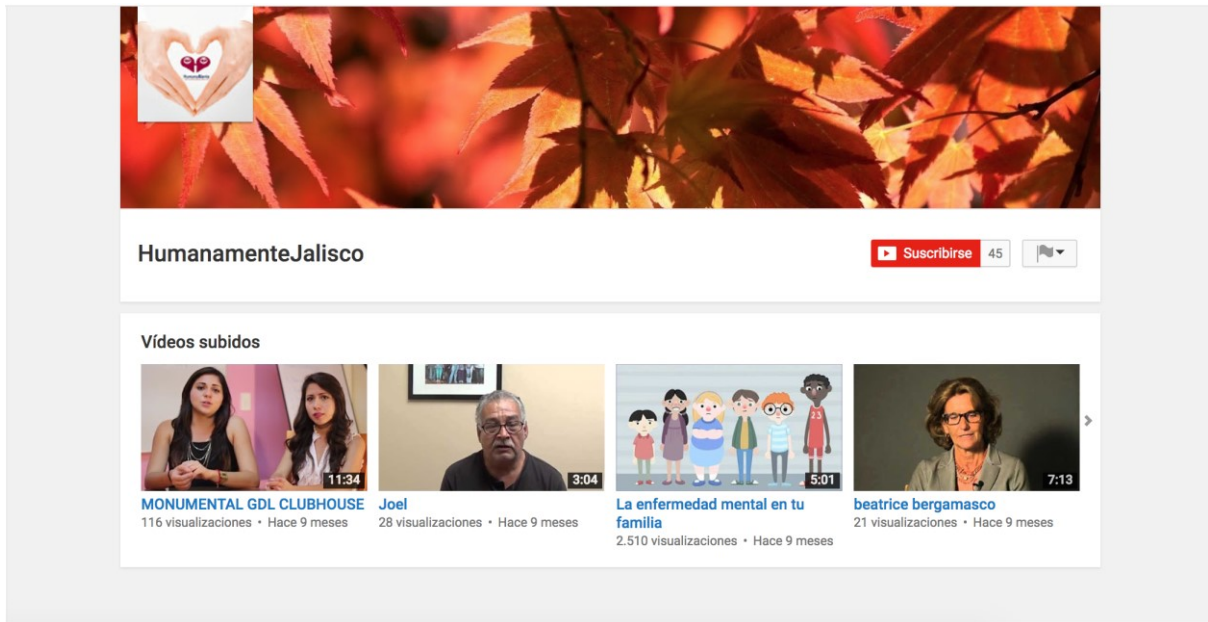 HumanaMente
HumanamenteJalisco
Suscribirse 45
Vídeos subidos
11:34
3:04
23
5:01
7:13
MONUMENTAL GDL CLUBHOUSE
116 visualizaciones • Hace 9 meses
Joel
28 visualizaciones • Hace 9 meses
La enfermedad mental en tu
familia
2.510 visualizaciones • Hace 9 meses
beatrice bergamasco
21 visualizaciones • Hace 9 meses